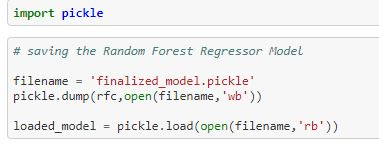 import pickle
# saving the Random Forest Regressor Model
filename = 'finalized_model.pickle'
pickle.dump(rfc,open(filename,'wb'))
loaded_model = pickle.load(open(filename,'rb'))